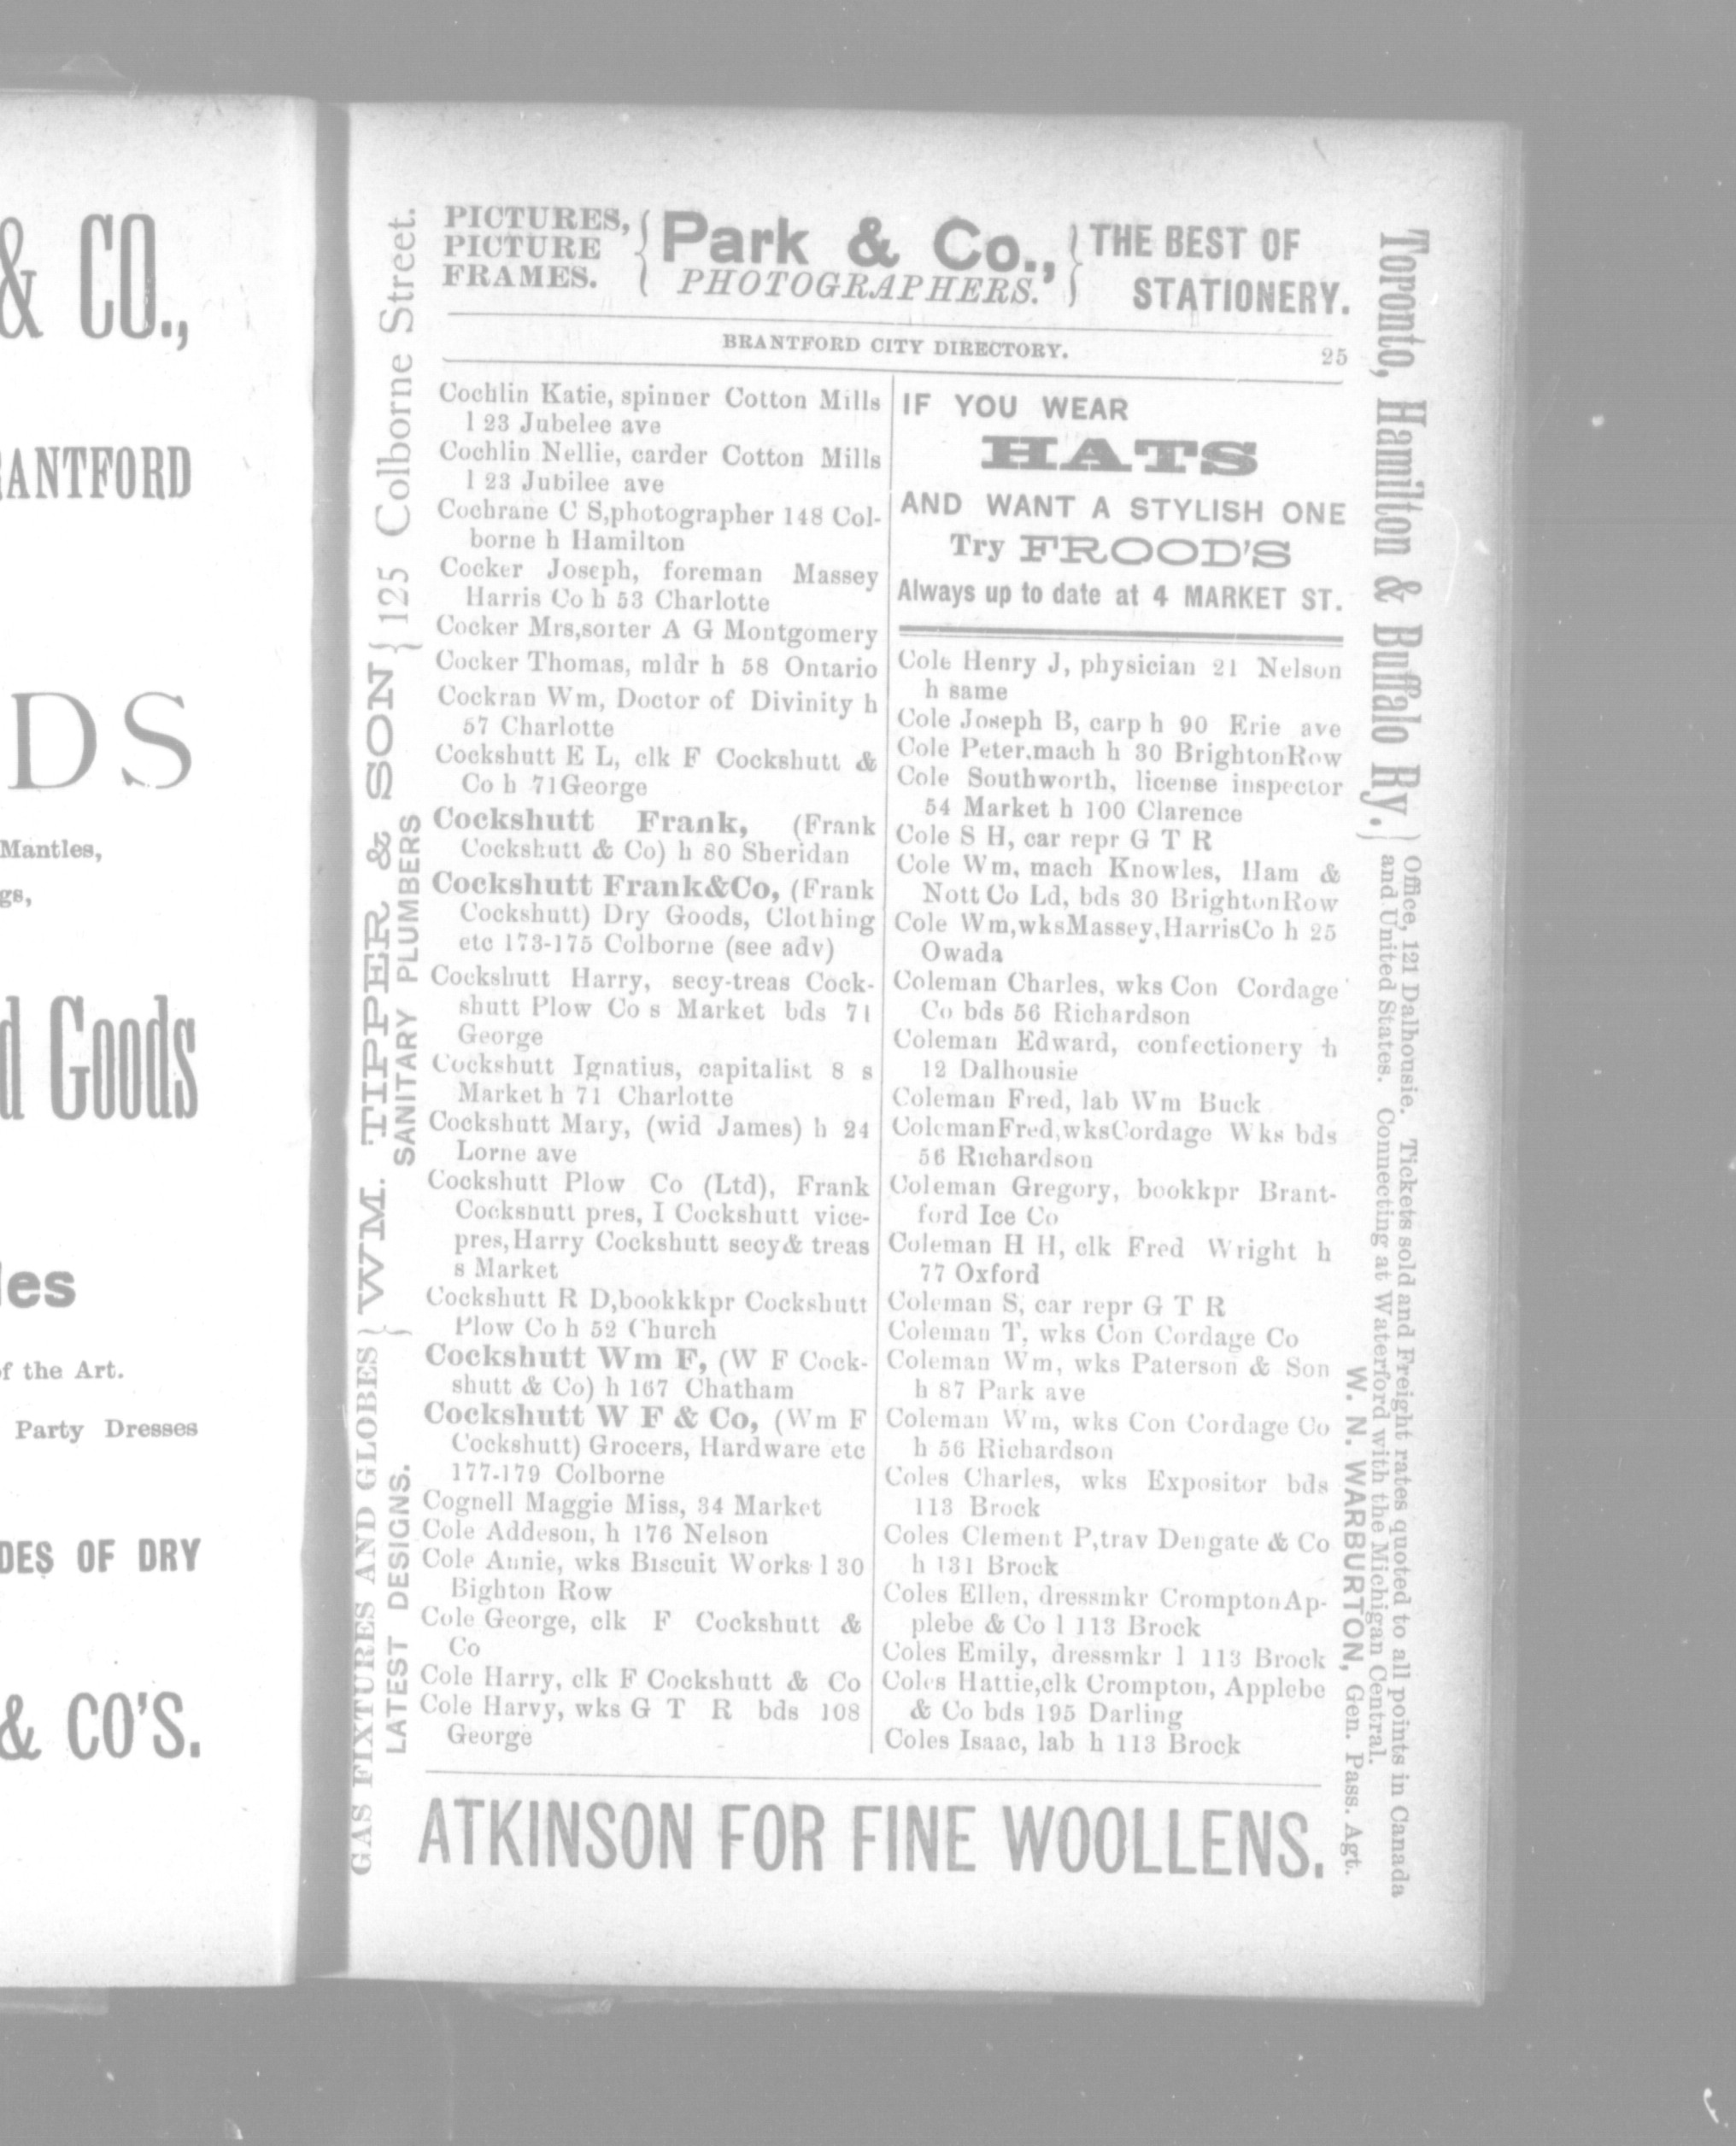 & CO.,
RANTFORD
DS
Mantles,
gs,
d Goods
les
of the Art.
Party Dresses
DES OF DRY
& CO'S.
GAS FIXTURES AND GLOBES } WM. TIPPER & SON } 125 Colborne Street.
LATEST DESIGNS. } SANITARY PLUMBERS }
PICTURES,
PICTURE
FRAMES.
{ Park & Co., }
PHOTOGRAPHERS.
THE BEST OF
STATIONERY.
BRANTFORD CITY DIRECTORY. 25
Cochlin Katie, spinner Cotton Mills
l 23 Jubelee ave
Cochlin Nellie, carder Cotton Mills
l 23 Jubilee ave
Cochrane C S,photographer 148 Col-
borne h Hamilton
Cocker Joseph, foreman Massey
Harris Co h 53 Charlotte
Cocker Mrs,sorter A G Montgomery
Cocker Thomas, mldr h 58 Ontario
Cockran Wm, Doctor of Divinity h
57 Charlotte
Cockshutt E L, clk F Cockshutt &
Co h 71George
Cockshutt Frank, (Frank
Cockshutt & Co) h 80 Sheridan
Cockshutt Frank&Co, (Frank
Cockshutt) Dry Goods, Clothing
etc 173-175 Colborne (see adv)
Cockshutt Harry, secy-treas Cock-
shutt Plow Co s Market bds 71
George
Cockshutt Ignatius, capitalist 8 s
Market h 71 Charlotte
Cockshutt Mary, (wid James) h 24
Lorne ave
Cockshutt Plow Co (Ltd), Frank
Cockshutt pres, I Cockshutt vice-
pres,Harry Cockshutt secy& treas
s Market
Cockshutt R D,bookkkpr Cockshutt
Plow Co h 52 Church
Cockshutt Wm F, (W F Cock-
shutt & Co) h 167 Chatham
Cockshutt W F & Co, (Wm F
Cockshutt) Grocers, Hardware etc
177-179 Colborne
Cognell Maggie Miss, 34 Market
Cole Addeson, h 176 Nelson
Cole Annie, wks Biscuit Works l 30
Bighton Row
Cole George, clk F Cockshutt &
Co
Cole Harry, clk F Cockshutt & Co
Cole Harvy, wks G T R bds 108
George
IF YOU WEAR
HATS
AND WANT A STYLISH ONE
Try FROOD'S
Always up to date at 4 MARKET ST.
Cole Henry J, physician 21 Nelson
h same
Cole Joseph B, carp h 90 Erie ave
Cole Peter.mach h 30 BrightonRow
Cole Southworth, license inspector
54 Market h 100 Clarence
Cole S H, car repr G T R
Cole Wm, mach Knowles, Ham &
Nott Co Ld, bds 30 BrightonRow
Cole Wm,wksMassey,HarrisCo h 25
Owada
Coleman Charles, wks Con Cordage
Co bds 56 Richardson
Coleman Edward, confectionery h
12 Dalhousie
Coleman Fred, lab Wm Buck
ColemanFred,wksCordage Wks bds
56 Richardson
Coleman Gregory, bookkpr Brant-
ford Ice Co
Coleman H H, clk Fred Wright h
77 Oxford
Coleman S, car repr G T R
Coleman T, wks Con Cordage Co
Coleman Wm, wks Paterson & Son
h 87 Park ave
Coleman Wm, wks Con Cordage Co
h 56 Richardson
Coles Charles, wks Expositor bds
113 Brock
Coles Clement P,trav Dengate & Co
h 131 Brock
Coles Ellen, dressmkr CromptonAp-
plebe & Co l 113 Brock
Coles Emily, dressmkr l 113 Brock
Coles Hattie,clk Crompton, Applebe
& Co bds 195 Darling
Coles Isaac, lab h 113 Brock
ATKINSON FOR FINE WOOLLENS.
Toronto, Hamilton & Buffalo Ry. }
Office, 121 Dalhousie. Tickets sold and Freight rates quoted to all points in Canada
and United States. Connecting at Waterford with the Michigan Central.
W. N. WARBURTON, Gen. Pass. Agt.